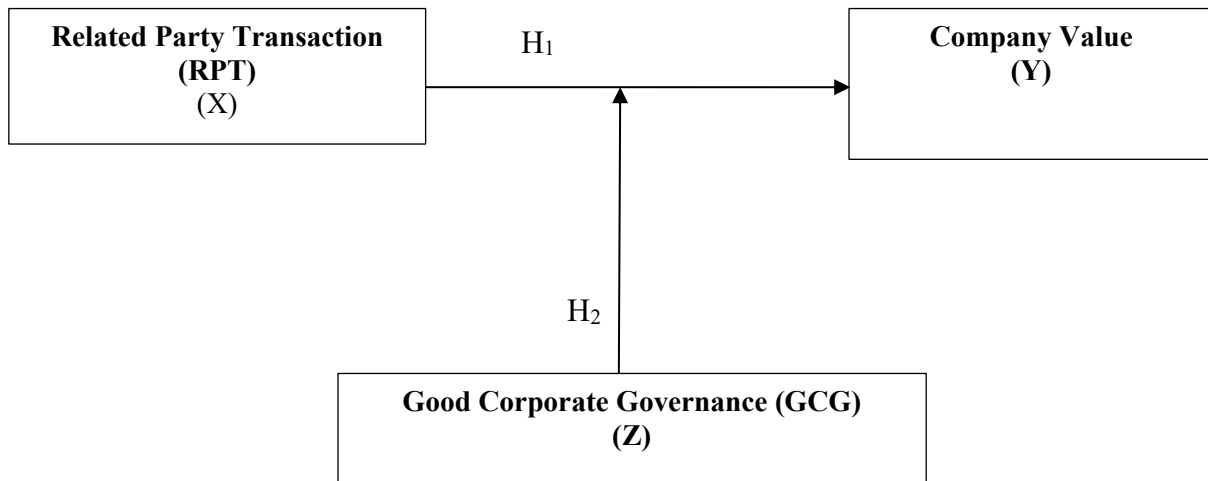 Related Party Transaction
(RPT)
(X)
H₁
Company Value
(Y)
H₂
Good Corporate Governance (GCG)
(Z)